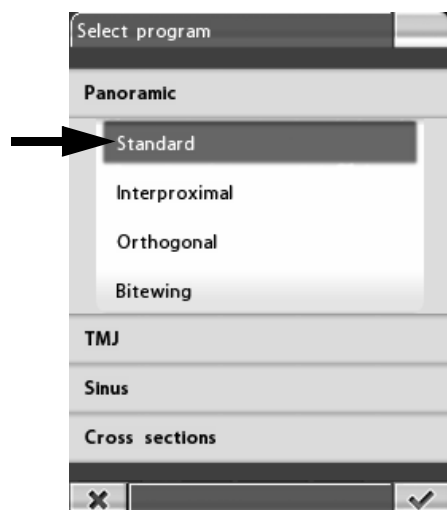 Select program
Panoramic
Standard
Interproximal
Orthogonal
Bitewing
TMJ
Sinus
Cross sections